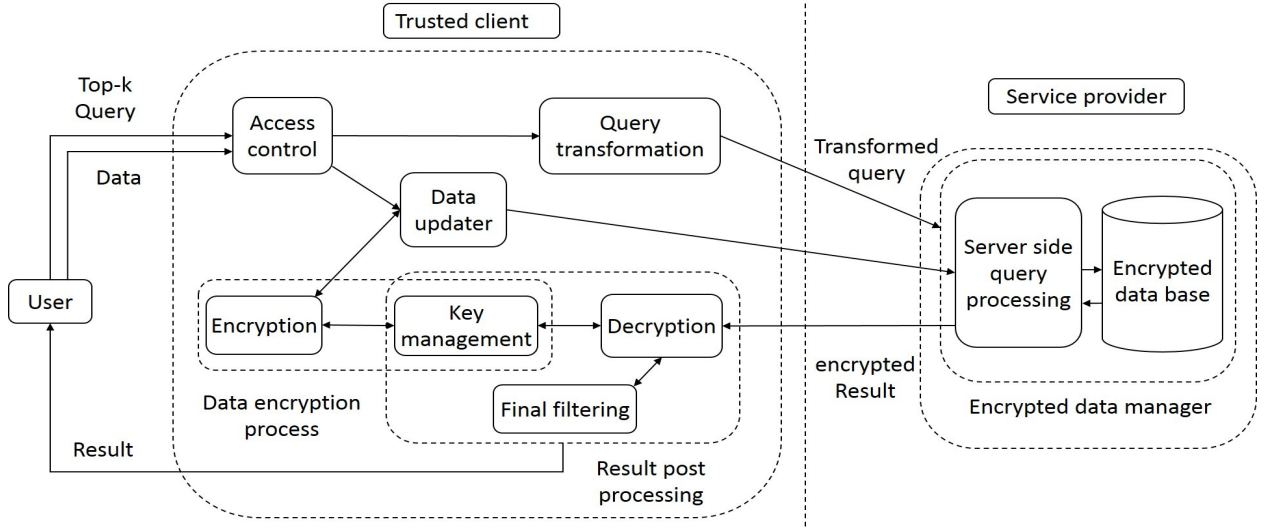 Trusted client
Service provider
Top-k
Query
Data
Access
control
Query
transformation
Transformed
query
Data
updater
Server side
query
processing
Encrypted
data base
User
Encryption
Key
management
Decryption
Final filtering
encrypted
Result
Encrypted data manager
Data encryption
process
Result
Result post
processing